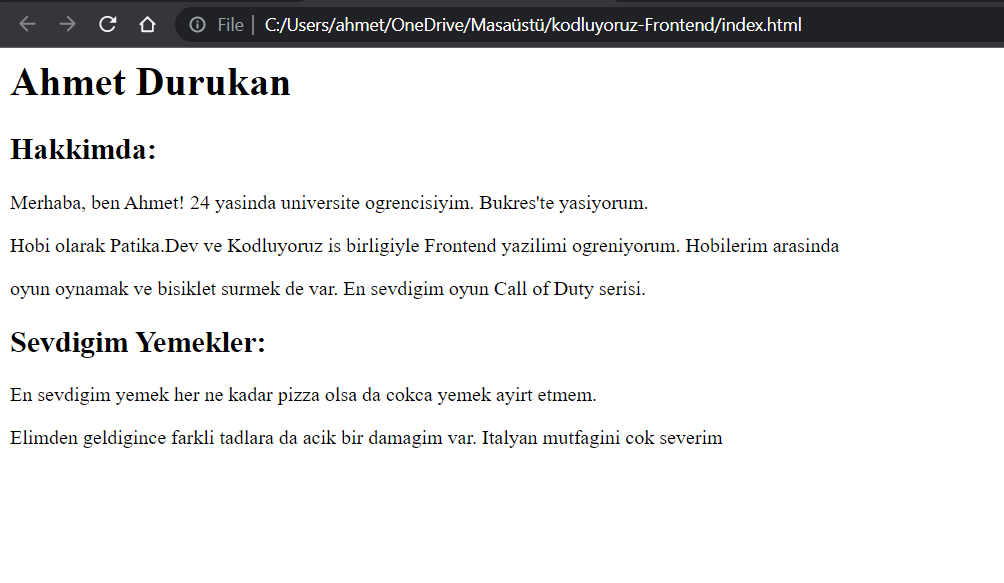 File | C:/Users/ahmet/OneDrive/Masaüstü/kodluyoruz-Frontend/index.html
Ahmet Durukan
Hakkimda:
Merhaba, ben Ahmet! 24 yasinda universite ogrencisiyim. Bukres'te yasiyorum.
Hobi olarak Patika.Dev ve Kodluyoruz is birligiyle Frontend yazilimi ogreniyorum. Hobilerim arasinda
oyun oynamak ve bisiklet surmek de var. En sevdigim oyun Call of Duty serisi.
Sevdigim Yemekler:
En sevdigim yemek her ne kadar pizza olsa da cokca yemek ayirt etmem.
Elimden geldigince farkli tadlara da acik bir damagim var. Italyan mutfagini cok severim